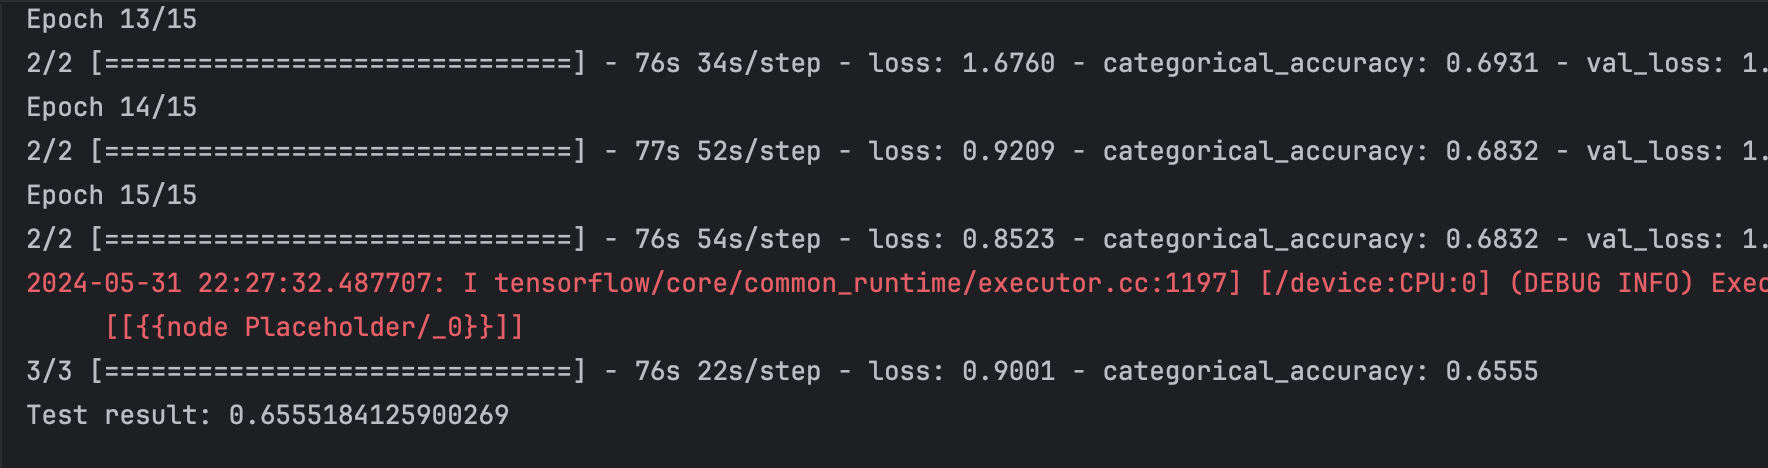 Epoch 13/15
2/2 [==============================] - 76s 34s/step - loss: 1.6760 - categorical_accuracy: 0.6931 - val_loss: 1.
Epoch 14/15
2/2 [==============================] - 77s 52s/step - loss: 0.9209 - categorical_accuracy: 0.6832 - val_loss: 1.
Epoch 15/15
2/2 [==============================] - 76s 54s/step - loss: 0.8523 - categorical_accuracy: 0.6832 - val_loss: 1.
2024-05-31 22:27:32.487707: I tensorflow/core/common_runtime/executor.cc:1197] [/device:CPU:0] (DEBUG INFO) Exec
[[{{node Placeholder/_0}}]]
3/3 [==============================] - 76s 22s/step - loss: 0.9001 - categorical_accuracy: 0.6555
Test result: 0.6555184125900269